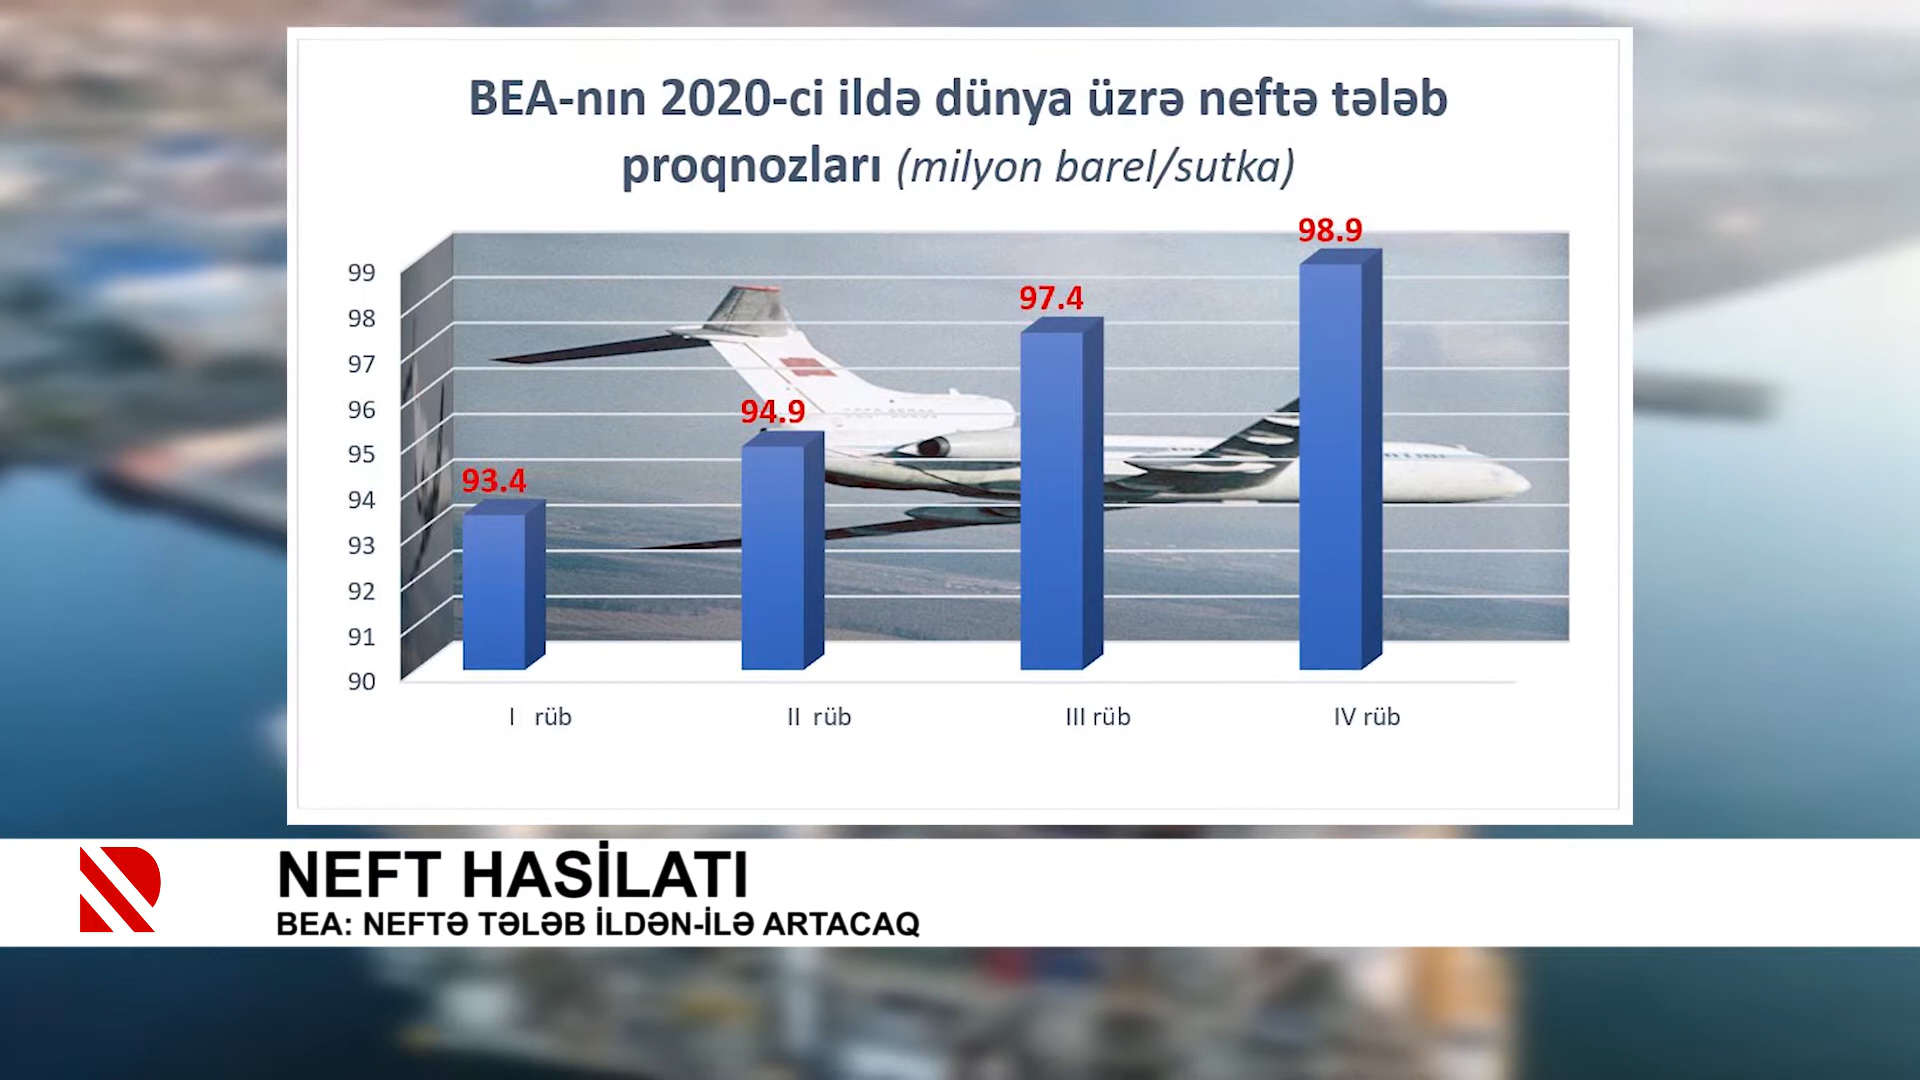 BEA-nın 2020-ci ildə dünya üzrə neftə tələb
proqnozları (milyon barel/sutka)
99
98
97
96
95
94
93
92
91
90
93.4
94.9
97.4
98.9
I rüb
II rüb
III rüb
IV rüb
NEFT HASİLATI
BEA: NEFTƏ TƏLƏB İLDƏN-İLƏ ARTACAQ